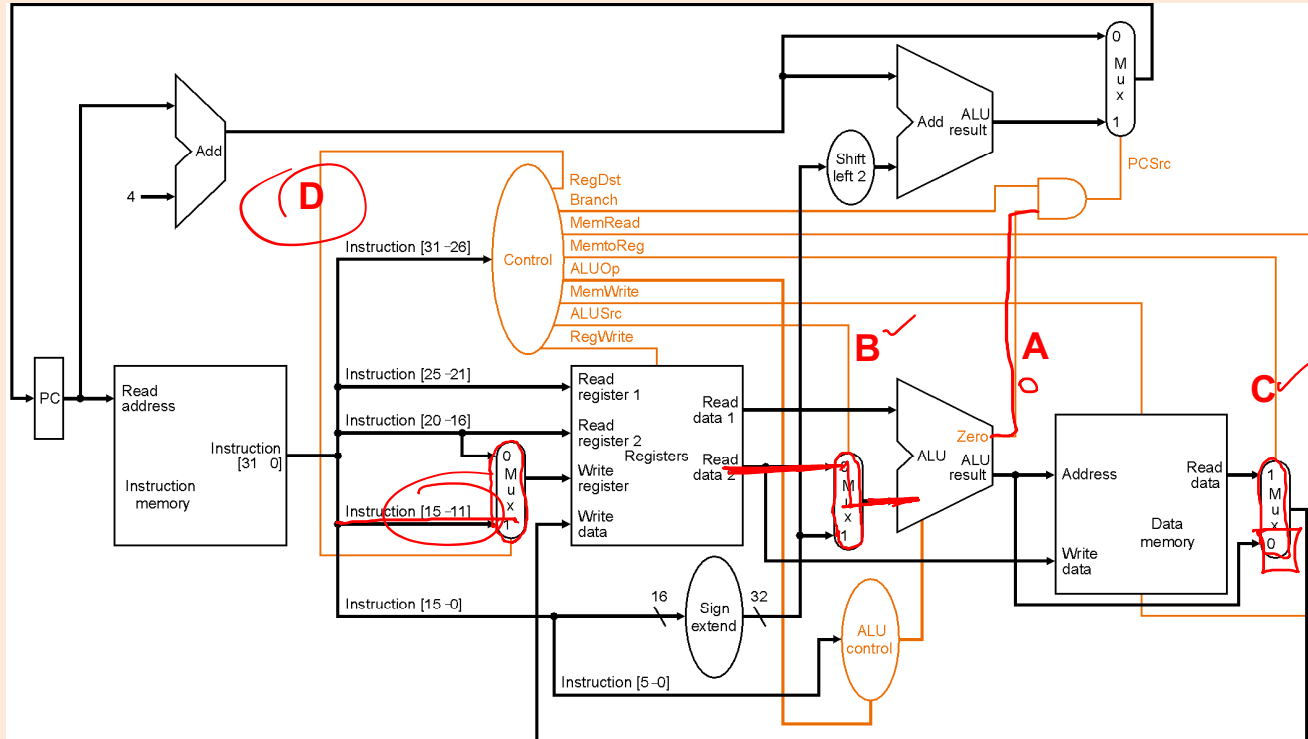 0
M
u
x
1
Add
ALU
result
Shift
left 2
PCSrc
Add
4
D
RegDst
Branch
MemRead
MemtoReg
ALUOp
MemWrite
ALUSrc
RegWrite
Control
Instruction [31–26]
B
A
0
C
PC
Read
address
Instruction
[31 0]
Instruction
memory
Instruction [25–21]
Instruction [20–16]
Instruction [15–11]
Instruction [15–0]
0
M
u
x
1
Read
register 1
Read
register 2
Registers
Write
register
Write
data
Read
data 1
Read
data 2
M
u
x
1
Zero
ALU
ALU
result
Address
Read
data
Data
memory
Write
data
1
M
u
x
0
16
Sign
extend
32
ALU
control
Instruction [5–0]